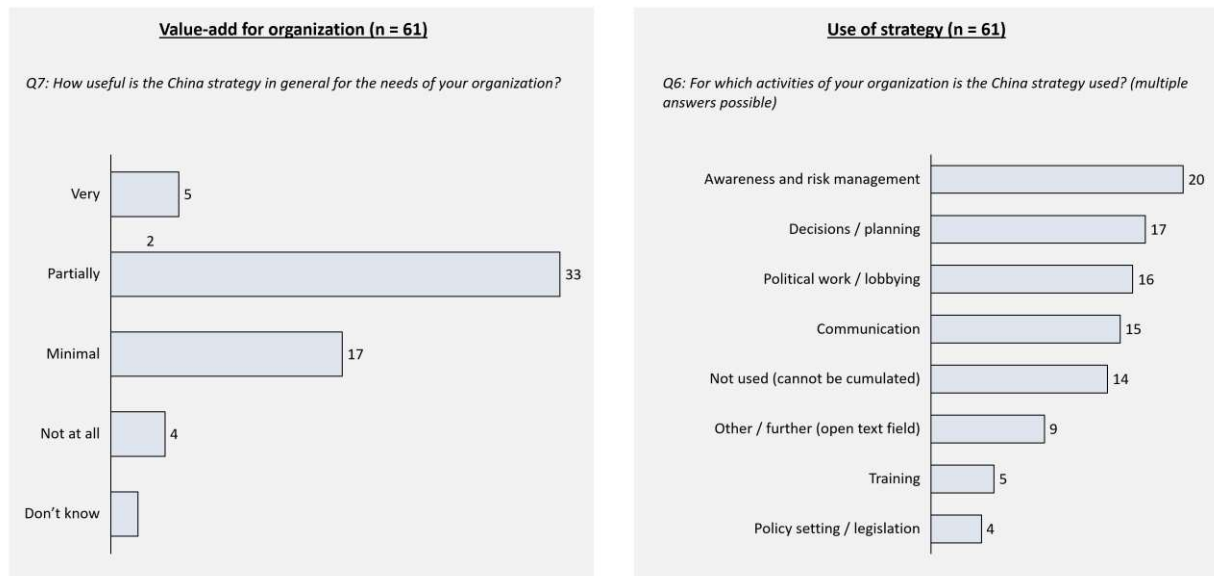 Value-add for organization (n = 61)
Q7: How useful is the China strategy in general for the needs of your organization?
Very 5
2
Partially 33
Minimal 17
Not at all 4
Don’t know
Use of strategy (n = 61)
Q6: For which activities of your organization is the China strategy used? (multiple
answers possible)
Awareness and risk management 20
Decisions / planning 17
Political work / lobbying 16
Communication 15
Not used (cannot be cumulated) 14
Other / further (open text field) 9
Training 5
Policy setting / legislation 4